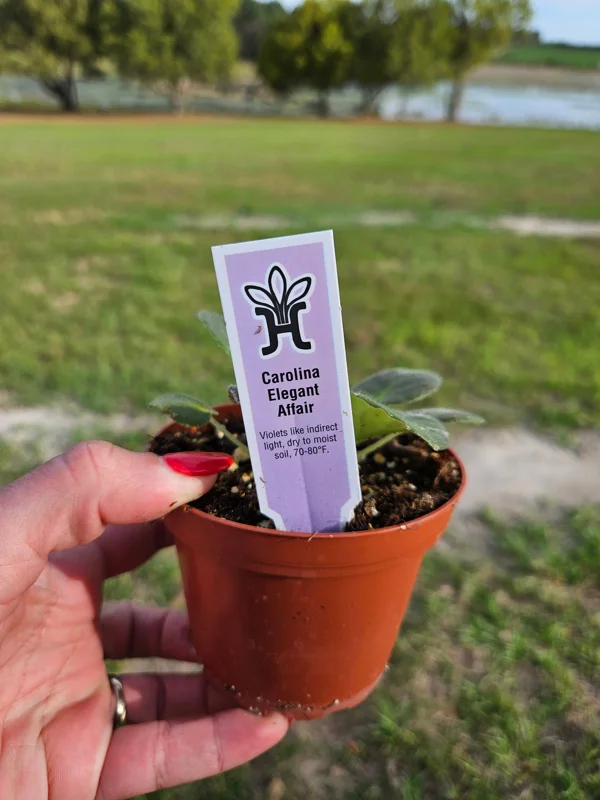 Carolina
Elegant
Affair
Violets like indirect
light, dry to moist
soil, 70-80°F.